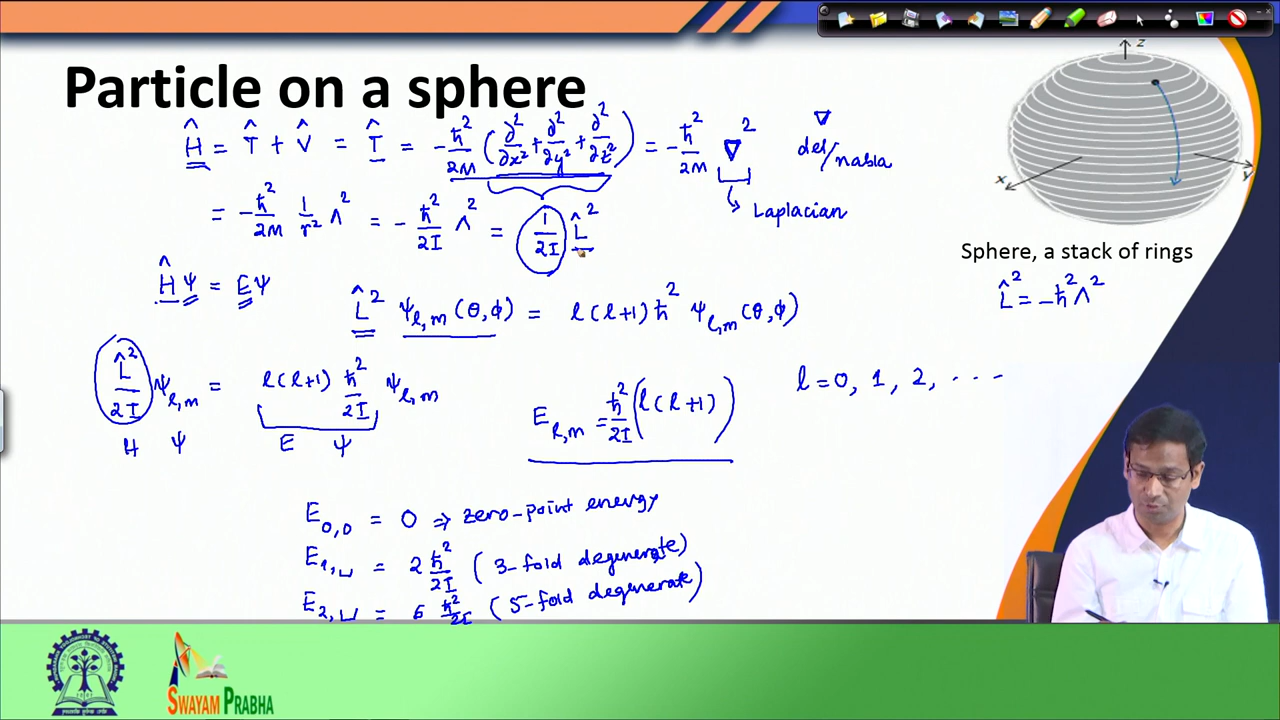 Particle on a sphere
Ĥ = T̂ + V̂ = T̂ = -ħ²/2m (∂²/∂x² + ∂²/∂y² + ∂²/∂z²) = -ħ²/2m ∇²
∇
del/nabla
= -ħ²/2m 1/r² Λ² = -ħ²/2I Λ² = 1/2I L̂²
Laplacian
z
x
y
Sphere, a stack of rings
L̂² = -ħ²Λ²
ĤΨ = EΨ
L̂² Ψl,m (θ,φ) = l(l+1)ħ² Ψl,m (θ,φ)
L̂²/2I Ψl,m = l(l+1) ħ²/2I Ψl,m
H Ψ E Ψ
El,m = ħ²/2I (l(l+1))
l = 0, 1, 2, ...
E0,0 = 0 ⇒ zero-point energy
E1,␣ = 2 ħ²/2I (3-fold degenerate)
E2,␣ = 6 ħ²/2I (5-fold degenerate)
SWAYAM PRABHA